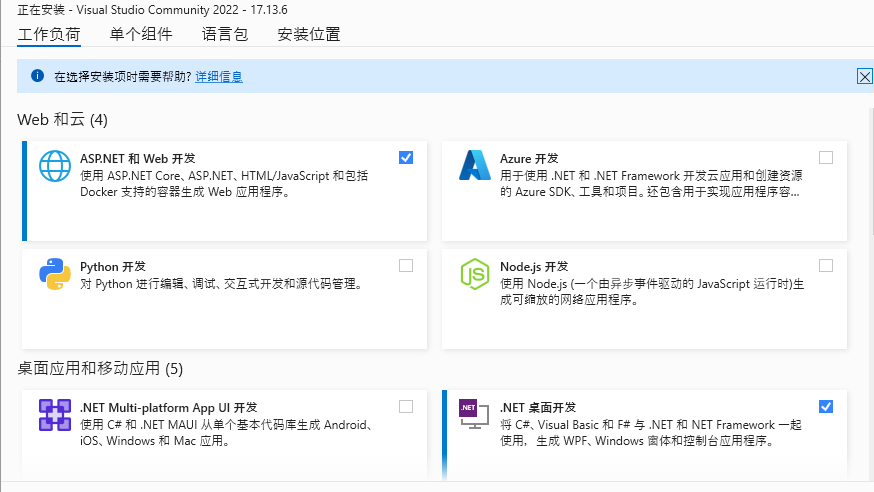 正在安装 - Visual Studio Community 2022 - 17.13.6
工作负荷 单个组件 语言包 安装位置
在选择安装项时需要帮助? 详细信息
Web 和云 (4)
ASP.NET 和 Web 开发
使用 ASP.NET Core、ASP.NET、HTML/JavaScript 和包括
Docker 支持的容器生成 Web 应用程序。
Azure 开发
用于使用 .NET 和 .NET Framework 开发云应用和创建资源
的 Azure SDK、工具和项目。还包含用于实现应用程序容...
Python 开发
对 Python 进行编辑、调试、交互式开发和源代码管理。
Node.js 开发
使用 Node.js (一个由异步事件驱动的 JavaScript 运行时)生
成可缩放的网络应用程序。
桌面应用和移动应用 (5)
.NET Multi-platform App UI 开发
使用 C# 和 .NET MAUI 从单个基本代码库生成 Android、
iOS、Windows 和 Mac 应用。
.NET
.NET 桌面开发
将 C#、Visual Basic 和 F# 与 .NET 和 NET Framework 一起
使用，生成 WPF、Windows 窗体和控制台应用程序。